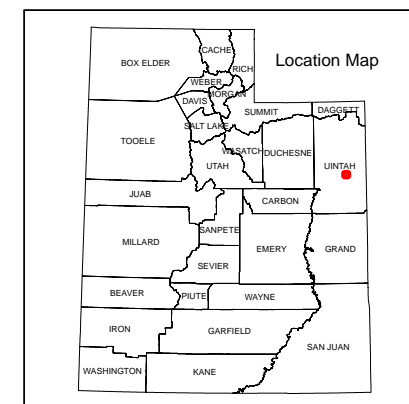 Location Map
BOX ELDER
CACHE
RICH
WEBER
MORGAN
DAVIS
SUMMIT
DAGGETT
SALT LAKE
TOOELE
WASATCH
DUCHESNE
UINTAH
UTAH
JUAB
CARBON
SANPETE
MILLARD
EMERY
GRAND
SEVIER
BEAVER
PIUTE
WAYNE
IRON
GARFIELD
SAN JUAN
WASHINGTON
KANE